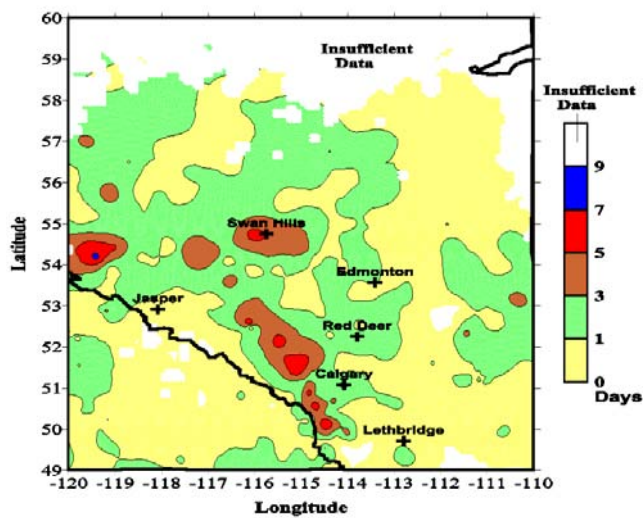 60
59
58
57
56
55
54
53
52
51
50
49
Latitude
-120 -119 -118 -117 -116 -115 -114 -113 -112 -111 -110
Longitude
Insufficient
Data
Swan Hills
Edmonton
Jasper
Red Deer
Calgary
Lethbridge
Insufficient
Data
9
7
5
3
1
0
Days